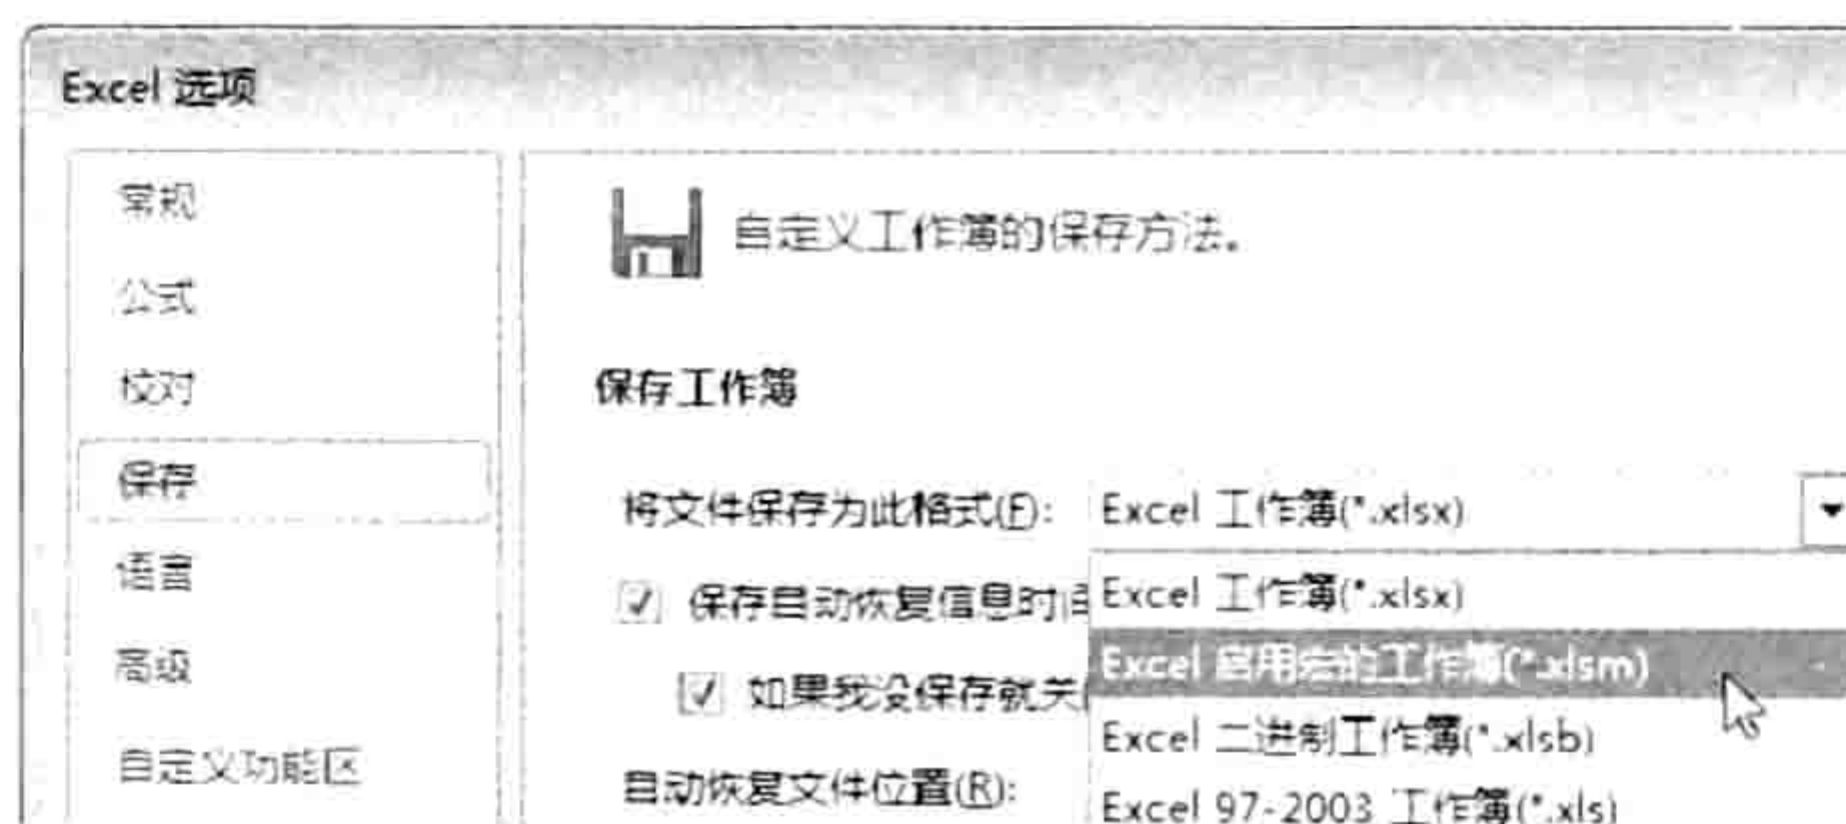 Excel 选项
常规
公式
校对
保存
语言
高级
自定义功能区
自定义工作簿的保存方法。
保存工作簿
将文件保存为此格式(F): Excel 工作簿(*.xlsx)
Excel 工作簿(*.xlsx)
Excel 启用宏的工作簿(*.xlsm)
Excel 二进制工作簿(*.xlsb)
Excel 97-2003 工作簿(*.xls)
保存自动恢复信息时间
如果我没保存就关
自动恢复文件位置(R):